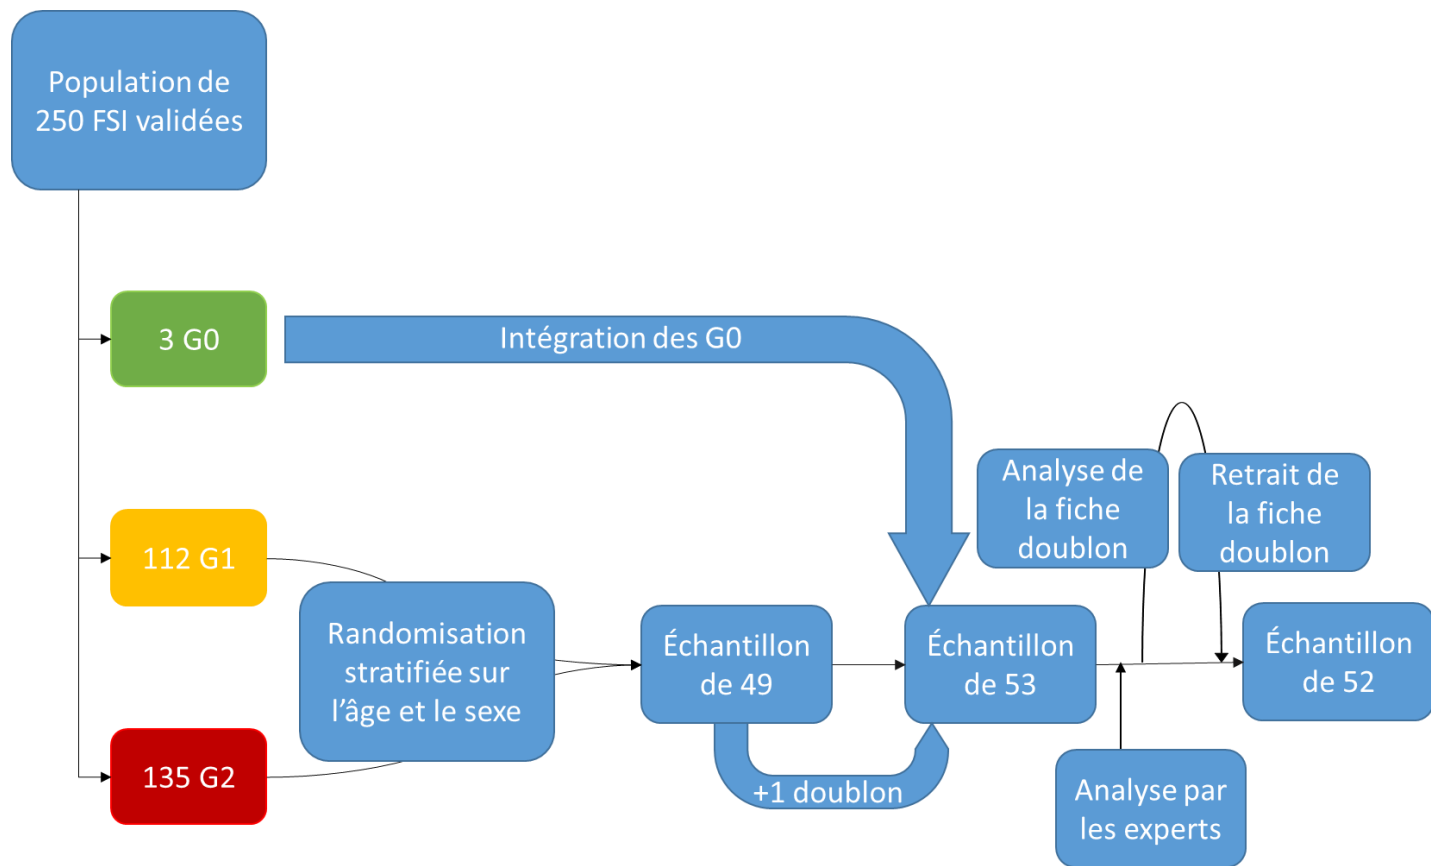 Population de
250 FSI validées
3 G0
Intégration des G0
112 G1
135 G2
Randomisation
stratifiée sur
l'âge et le sexe
Échantillon
de 49
+1 doublon
Échantillon
de 53
Analyse de
la fiche
doublon
Retrait de
la fiche
doublon
Analyse par
les experts
Échantillon
de 52